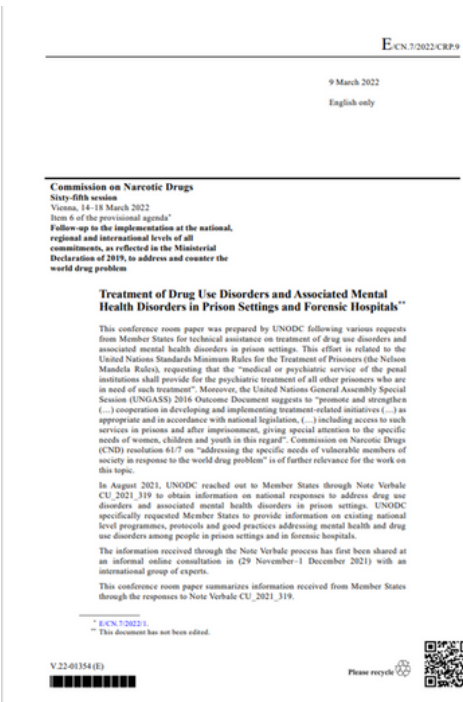 E/CN.7/2022/CRP.9
9 March 2022
English only
Commission on Narcotic Drugs
Sixty-fifth session
Vienna, 14–18 March 2022
Item 6 of the provisional agenda*
Follow-up to the implementation at the national,
regional and international levels of all
commitments, as reflected in the Ministerial
Declaration of 2019, to address and counter the
world drug problem
Treatment of Drug Use Disorders and Associated Mental
Health Disorders in Prison Settings and Forensic Hospitals**
This conference room paper was prepared by UNODC following various requests
from Member States for technical assistance on treatment of drug use disorders and
associated mental health disorders in prison settings. This effort is related to the
United Nations Standards Minimum Rules for the Treatment of Prisoners (the Nelson
Mandela Rules), requesting that the “medical or psychiatric service of the penal
institutions shall provide for the psychiatric treatment of all other prisoners who are
in need of such treatment”. Moreover, the United Nations General Assembly Special
Session (UNGASS) 2016 Outcome Document suggests to “promote and strengthen
(…) cooperation in developing and implementing treatment-related initiatives (…) as
appropriate and in accordance with national legislation, (…) including access to such
services in prisons and after imprisonment, giving special attention to the specific
needs of women, children and youth in this regard”. Commission on Narcotic Drugs
(CND) resolution 61/7 on “addressing the specific needs of vulnerable members of
society in response to the world drug problem” is of further relevance for the work on
this topic.
In August 2021, UNODC reached out to Member States through Note Verbale
CU_2021_319 to obtain information on national responses to address drug use
disorders and associated mental health disorders in prison settings. UNODC
specifically requested Member States to provide information on existing national
level programmes, protocols and good practices addressing mental health and drug
use disorders among people in prison settings and in forensic hospitals.
The information received through the Note Verbale process has first been shared at
an informal online consultation in (29 November–1 December 2021) with an
international group of experts.
This conference room paper summarizes information received from Member States
through the responses to Note Verbale CU_2021_319.
* E/CN.7/2022/1.
** This document has not been edited.
V.22-01354 (E)
Please recycle